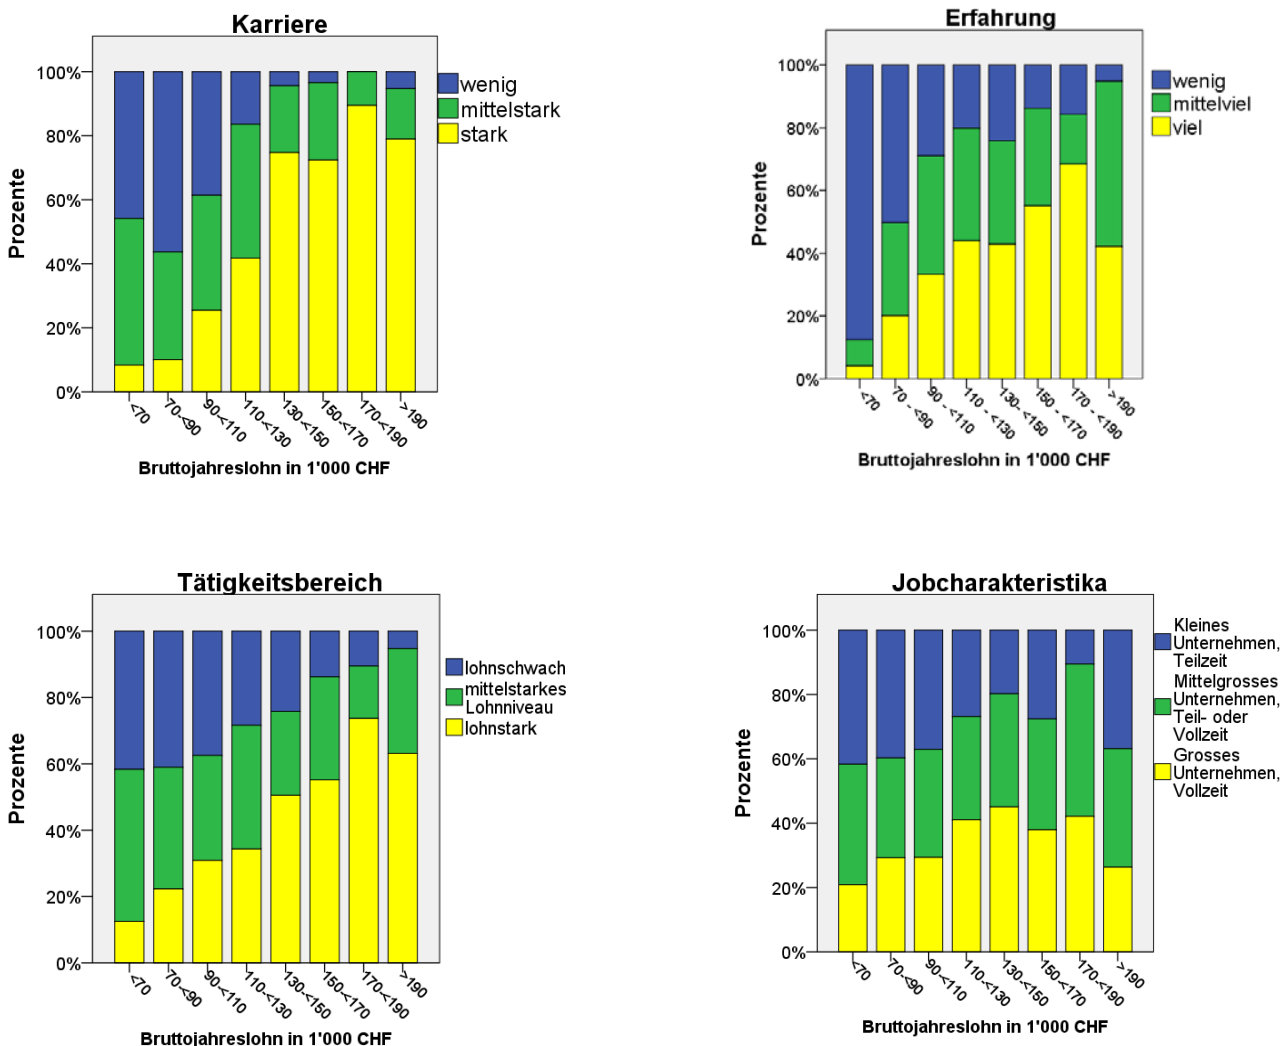 Karriere
100%
80%
60%
40%
20%
0%
Prozente
<70
70-<90
90-<110
110-<130
130-<150
150-<170
170-<190
>190
Bruttojahreslohn in 1'000 CHF
wenig
mittelstark
stark
Erfahrung
100%
80%
60%
40%
20%
0%
Prozente
<70
70 - <90
90 - <110
110 - <130
130- <150
150 - <170
170 - <190
>190
Bruttojahreslohn in 1'000 CHF
wenig
mittelviel
viel
Tätigkeitsbereich
100%
80%
60%
40%
20%
0%
Prozente
<70
70-<90
90-<110
110-<130
130-<150
150-<170
170-<190
>190
Bruttojahreslohn in 1'000 CHF
lohnschwach
mittelstarkes
Lohnniveau
lohnstark
Jobcharakteristika
100%
80%
60%
40%
20%
0%
Prozente
<70
70-<90
90-<110
110-<130
130-<150
150-<170
170-<190
>190
Bruttojahreslohn in 1'000 CHF
Kleines
Unternehmen,
Teilzeit
Mittelgrosses
Unternehmen,
Teil- oder
Vollzeit
Grosses
Unternehmen,
Vollzeit